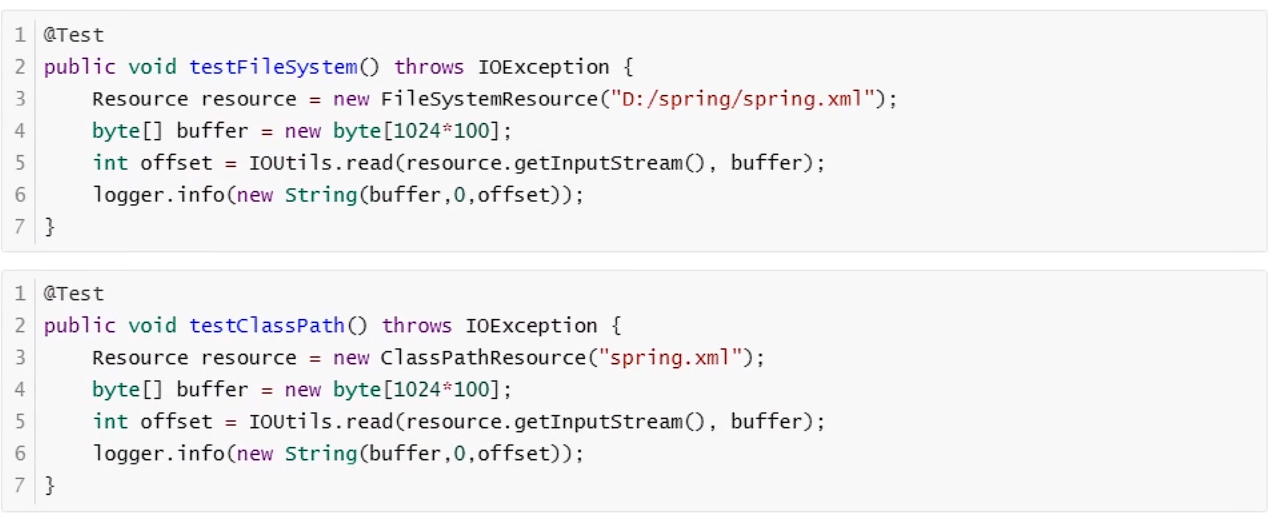 1 @Test
2 public void testFileSystem() throws IOException {
3     Resource resource = new FileSystemResource("D:/spring/spring.xml");
4     byte[] buffer = new byte[1024*100];
5     int offset = IOUtils.read(resource.getInputStream(), buffer);
6     logger.info(new String(buffer,0,offset));
7 }
1 @Test
2 public void testClassPath() throws IOException {
3     Resource resource = new ClassPathResource("spring.xml");
4     byte[] buffer = new byte[1024*100];
5     int offset = IOUtils.read(resource.getInputStream(), buffer);
6     logger.info(new String(buffer,0,offset));
7 }